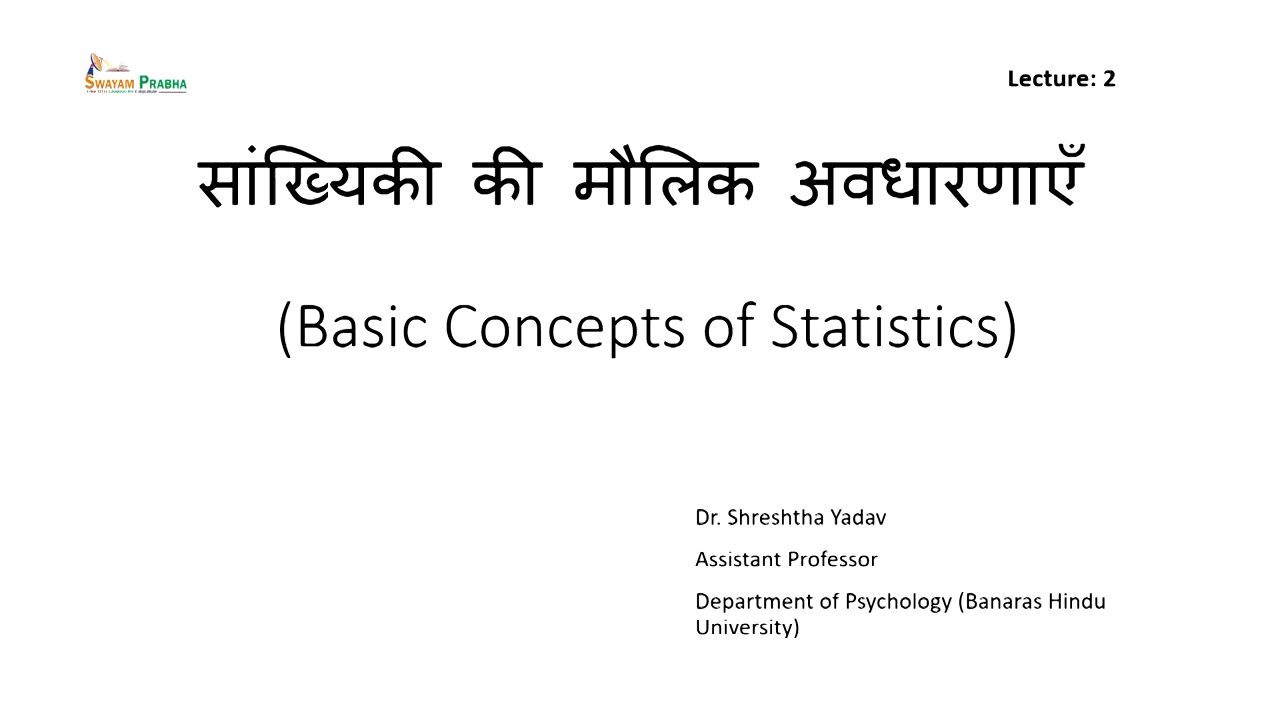 SWAYAM PRABHA
Lecture: 2
सांख्यिकी की मौलिक अवधारणाएँ
(Basic Concepts of Statistics)
Dr. Shreshtha Yadav
Assistant Professor
Department of Psychology (Banaras Hindu
University)